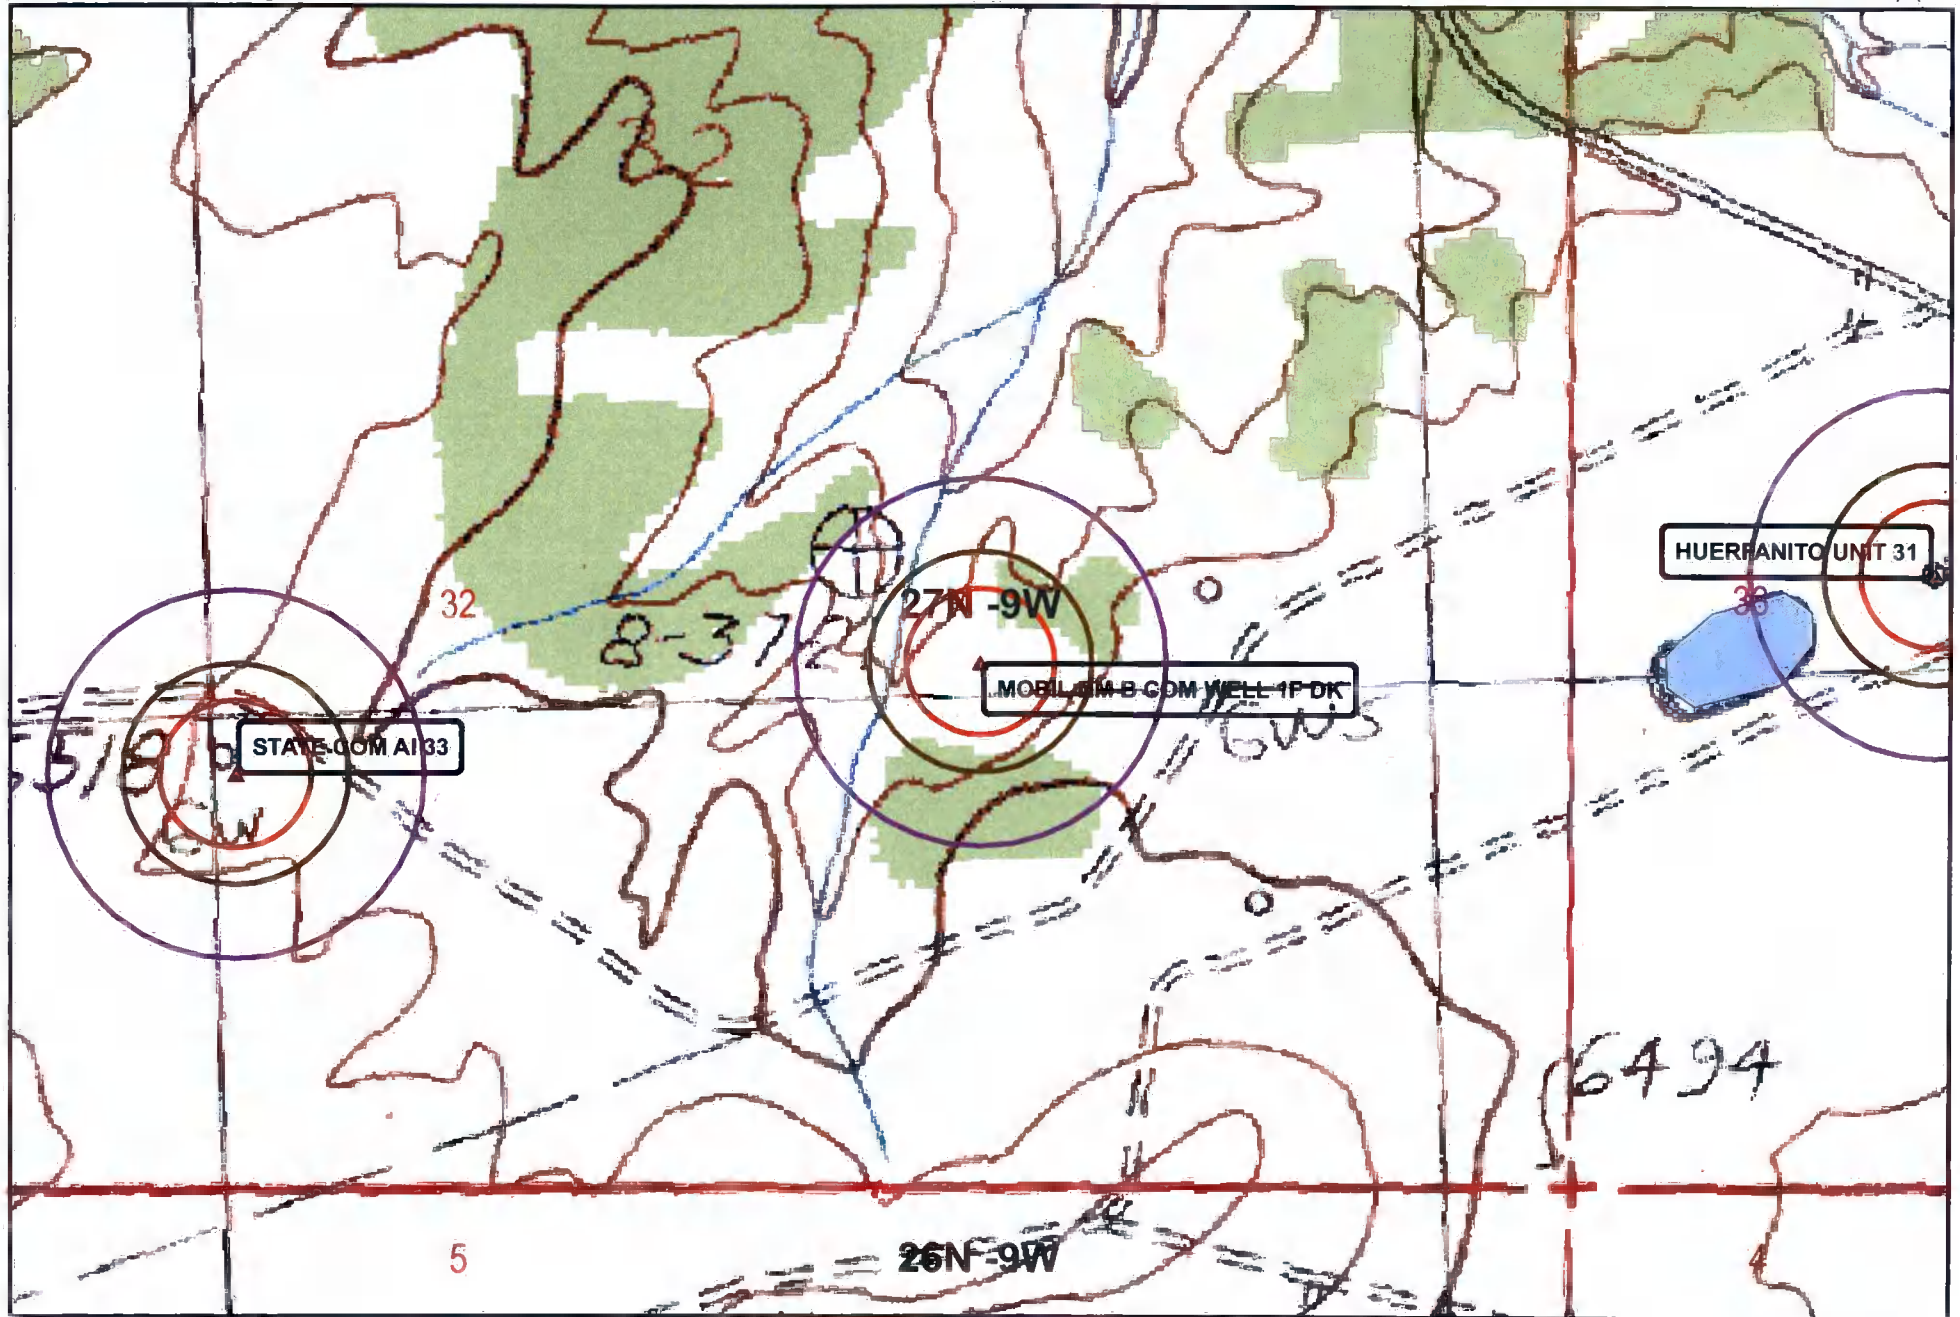 32
32
27N -9W
8-372
HUERFANITO UNIT 31
33
MOBIL
COM WELL 1F DK
STATE COM AI 33
6494
5
26N -9W
4